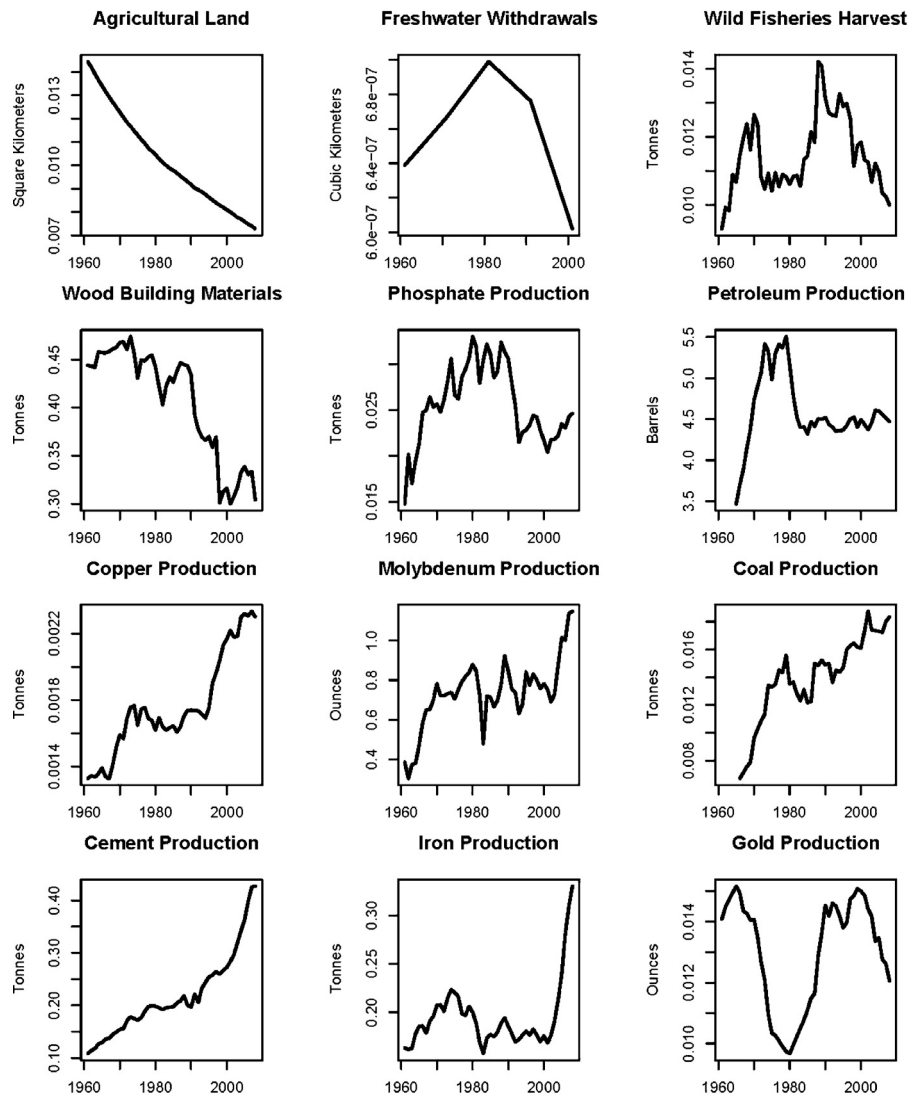 Agricultural Land
Square Kilometers
0.013
0.010
0.007
1960 1980 2000
Freshwater Withdrawals
Cubic Kilometers
6.8e-07
6.4e-07
6.0e-07
1960 1980 2000
Wild Fisheries Harvest
Tonnes
0.014
0.012
0.010
1960 1980 2000
Wood Building Materials
Tonnes
0.45
0.40
0.35
0.30
1960 1980 2000
Phosphate Production
Tonnes
0.025
0.015
1960 1980 2000
Petroleum Production
Barrels
5.5
5.0
4.5
4.0
3.5
1960 1980 2000
Copper Production
Tonnes
0.0022
0.0018
0.0014
1960 1980 2000
Molybdenum Production
Ounces
1.0
0.8
0.6
0.4
1960 1980 2000
Coal Production
Tonnes
0.016
0.012
0.008
1960 1980 2000
Cement Production
Tonnes
0.40
0.30
0.20
0.10
1960 1980 2000
Iron Production
Tonnes
0.30
0.25
0.20
1960 1980 2000
Gold Production
Ounces
0.014
0.012
0.010
1960 1980 2000